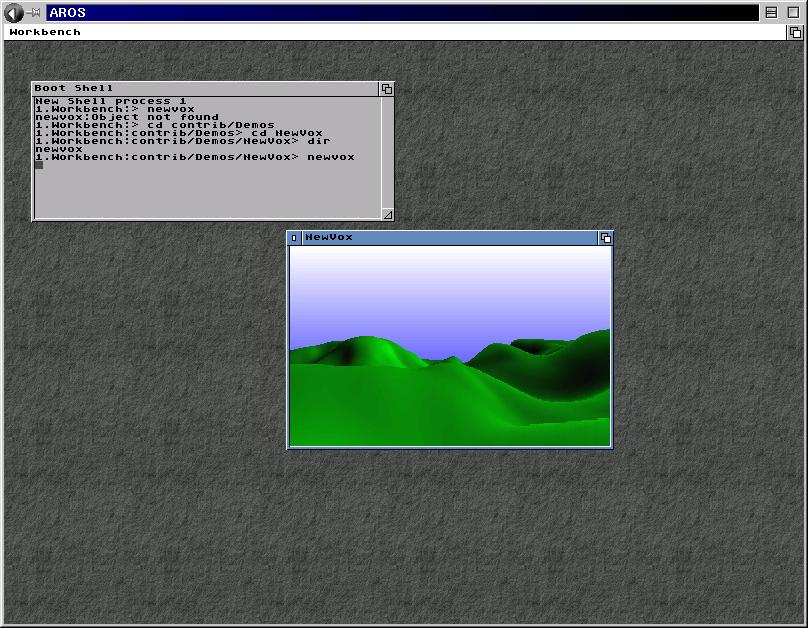 AROS
Workbench
Boot Shell
New Shell process 1
1.Workbench:> newvox
newvox:Object not found
1.Workbench:> cd contrib/Demos
1.Workbench:contrib/Demos> cd NewVox
1.Workbench:contrib/Demos/NewVox> dir
newvox
1.Workbench:contrib/Demos/NewVox> newvox
NewVox